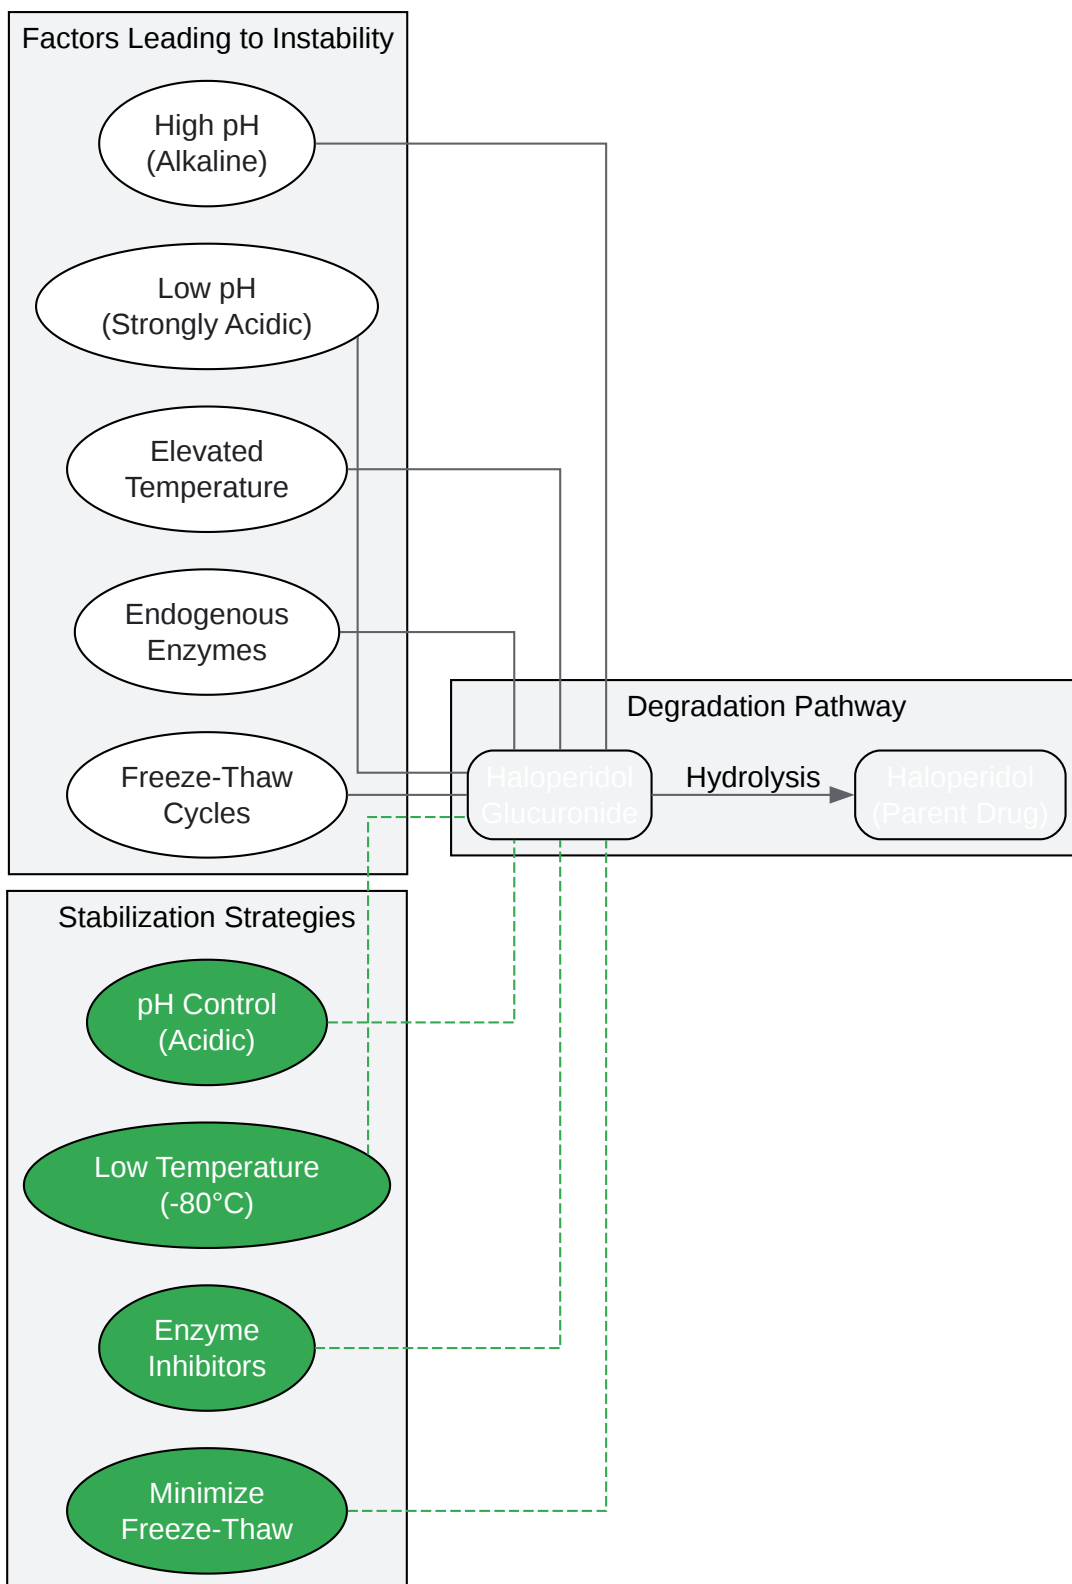 Factors Leading to Instability
High pH
(Alkaline)
Low pH
(Strongly Acidic)
Elevated
Temperature
Endogenous
Enzymes
Freeze-Thaw
Cycles
Degradation Pathway
Haloperidol
Glucuronide
Hydrolysis
Haloperidol
(Parent Drug)
Stabilization Strategies
pH Control
(Acidic)
Low Temperature
(-80°C)
Enzyme
Inhibitors
Minimize
Freeze-Thaw